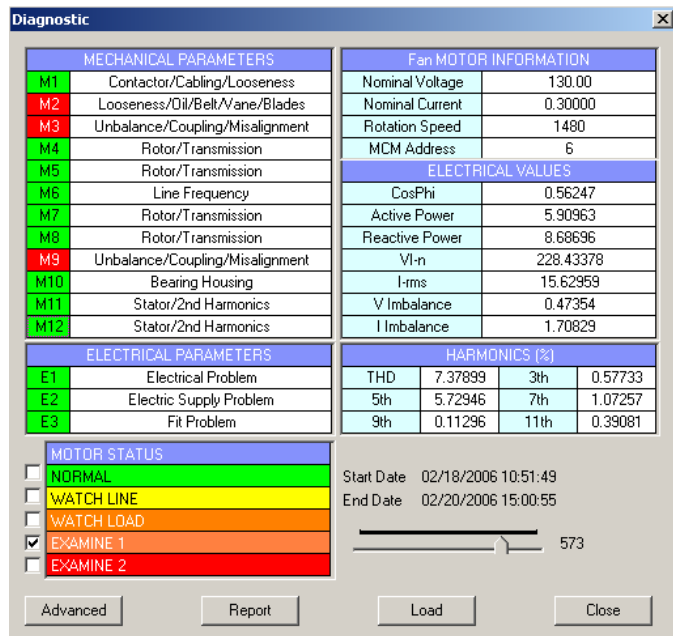 Diagnostic
MECHANICAL PARAMETERS
M1 Contactor/Cabling/Looseness
M2 Looseness/Oil/Belt/Vane/Blades
M3 Unbalance/Coupling/Misalignment
M4 Rotor/Transmission
M5 Rotor/Transmission
M6 Line Frequency
M7 Rotor/Transmission
M8 Rotor/Transmission
M9 Unbalance/Coupling/Misalignment
M10 Bearing Housing
M11 Stator/2nd Harmonics
M12 Stator/2nd Harmonics
Fan MOTOR INFORMATION
Nominal Voltage 130.00
Nominal Current 0.30000
Rotation Speed 1480
MCM Address 6
ELECTRICAL VALUES
CosPhi 0.56247
Active Power 5.90963
Reactive Power 8.68696
Vl-n 228.43378
I-rms 15.62959
V Imbalance 0.47354
I Imbalance 1.70829
ELECTRICAL PARAMETERS
E1 Electrical Problem
E2 Electric Supply Problem
E3 Fit Problem
HARMONICS (%)
THD 7.37899 3th 0.57733
5th 5.72946 7th 1.07257
9th 0.11296 11th 0.39081
MOTOR STATUS
NORMAL
WATCH LINE
WATCH LOAD
EXAMINE 1
EXAMINE 2
Start Date 02/18/2006 10:51:49
End Date 02/20/2006 15:00:55
573
Advanced Report Load Close